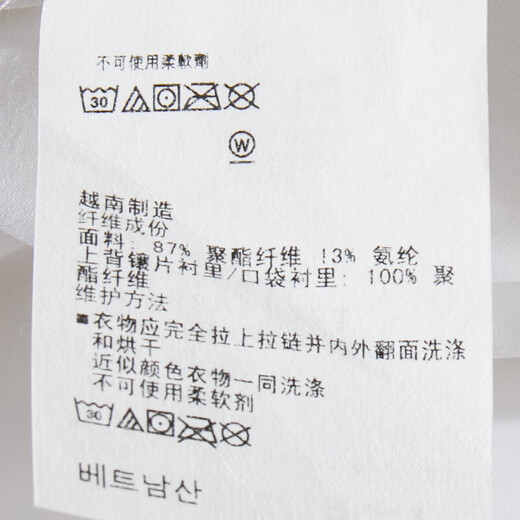 不可使用柔軟劑
30
W
越南制造
纤维成份
面料: 87% 聚酯纤维 13% 氨纶
上背镶片衬里/口袋衬里: 100% 聚
酯纤维
维护方法
■衣物应完全拉上拉链并内外翻面洗涤
和烘干
近似颜色衣物一同洗涤
不可使用柔软剂
30
베트남산